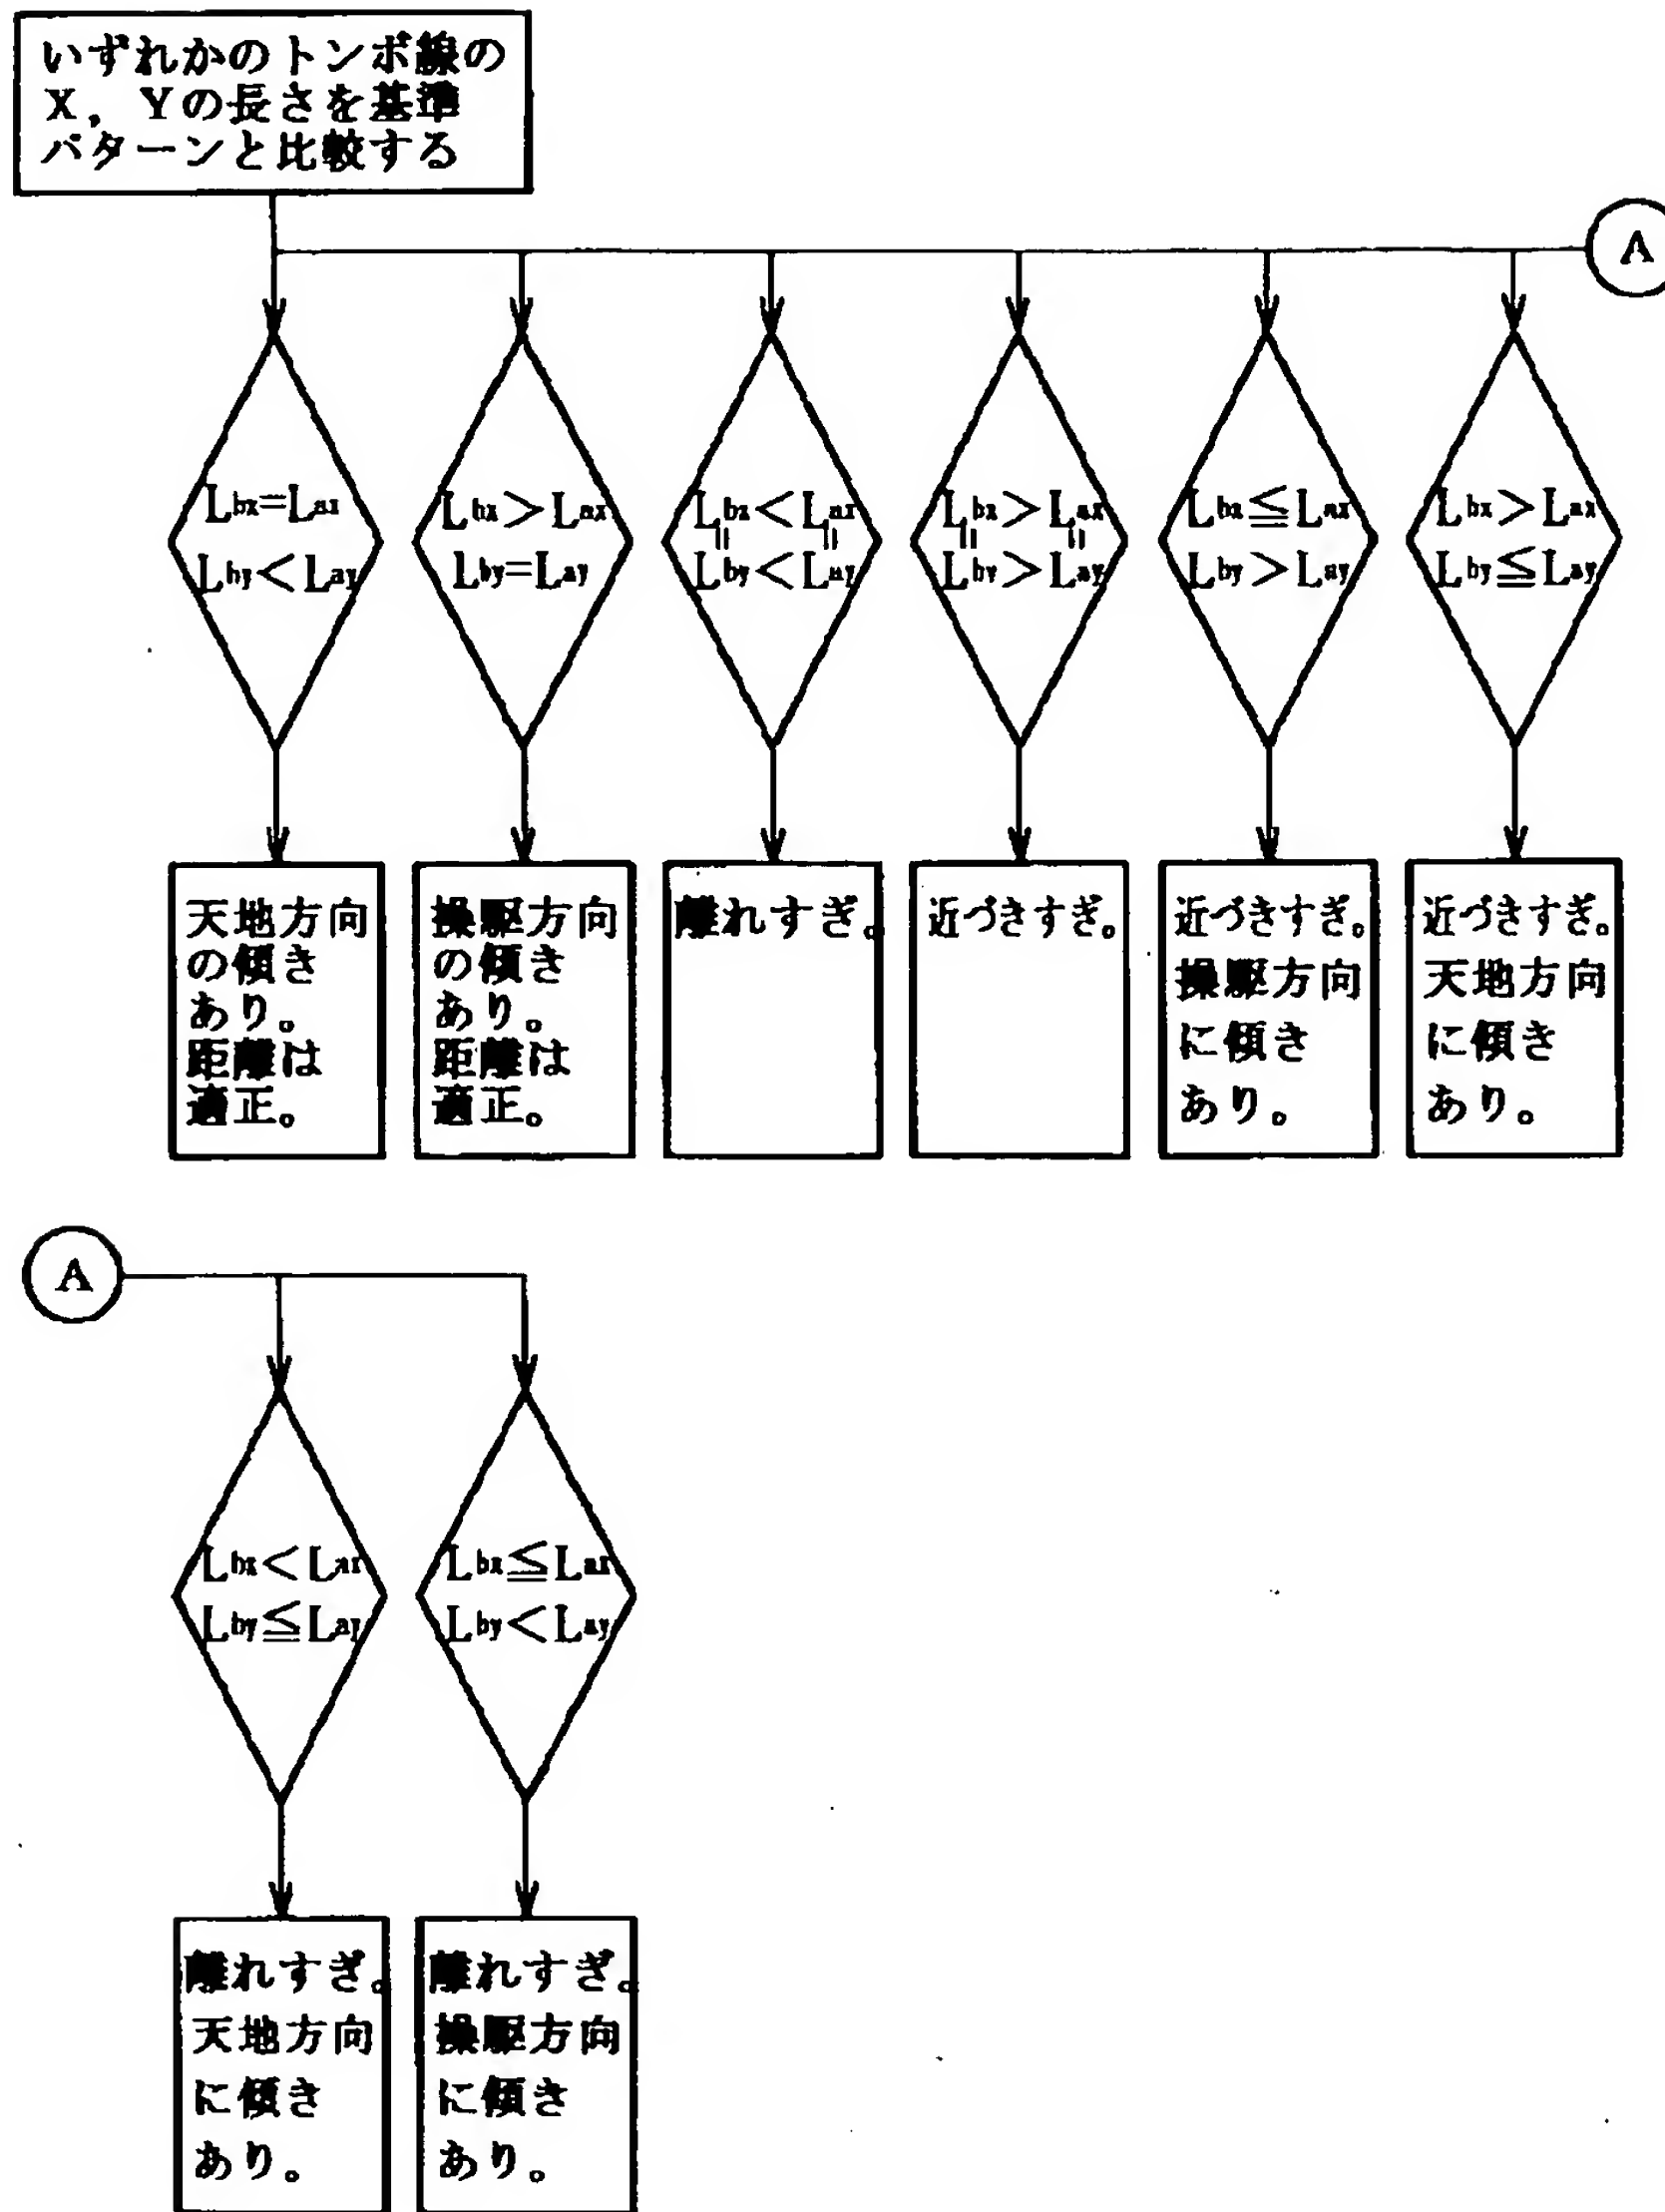 いずれかのトンボ線の
X，Yの長さを基準
パターンと比較する
A
Lbx=Lax
Lby<Lay
Lbx>Lax
Lby=Lay
Lbx<Lax
॥ ॥
Lby<Lay
Lbx>Lax
॥ ॥
Lby>Lay
Lbx≦Lax
Lby>Lay
Lbx>Lax
Lby≦Lay
天地方向
の傾き
あり。
距離は
適正。
操駆方向
の傾き
あり。
距離は
適正。
離れすぎ。
近づきすぎ。
近づきすぎ。
操駆方向
に傾き
あり。
近づきすぎ。
天地方向
に傾き
あり。
A
Lbx<Lax
Lby≦Lay
Lbx≦Lax
Lby<Lay
離れすぎ。
天地方向
に傾き
あり。
離れすぎ。
操駆方向
に傾き
あり。